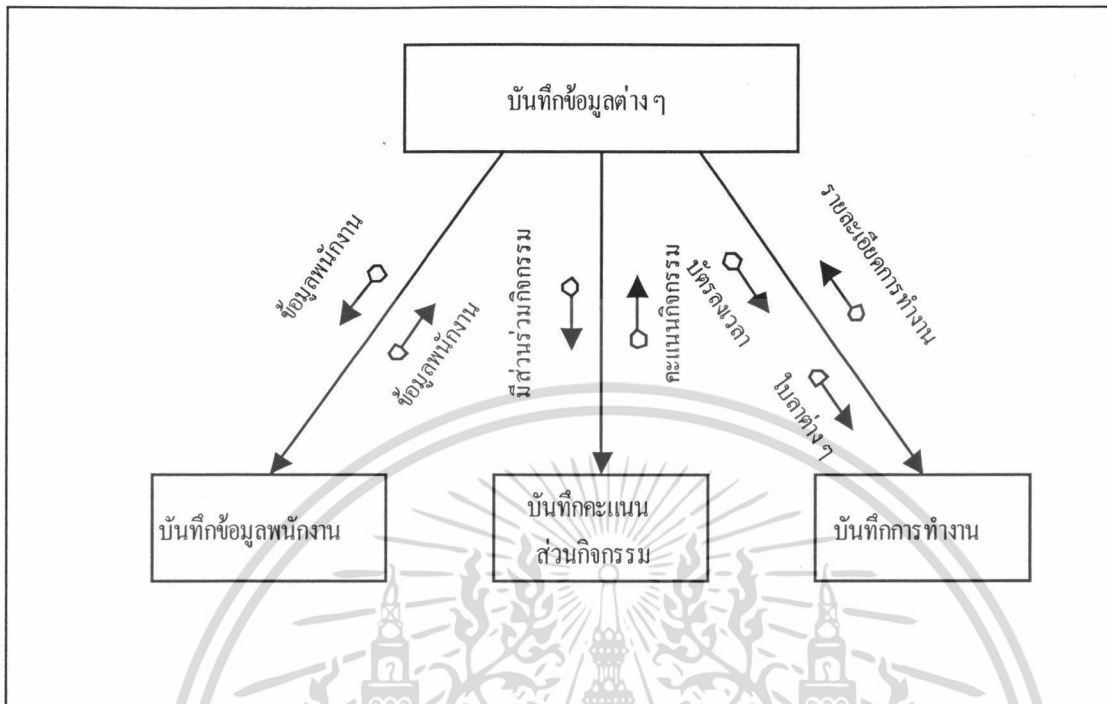 บันทึกข้อมูลต่าง ๆ
ข้อมูลพนักงาน
ข้อมูลพนักงาน
มีส่วนร่วมกิจกรรม
คะแนนกิจกรรม
บัตรลงเวลา
ใบลาต่าง ๆ
รายละเอียดการทำงาน
บันทึกข้อมูลพนักงาน
บันทึกคะแนน
ส่วนกิจกรรม
บันทึกการทำงาน